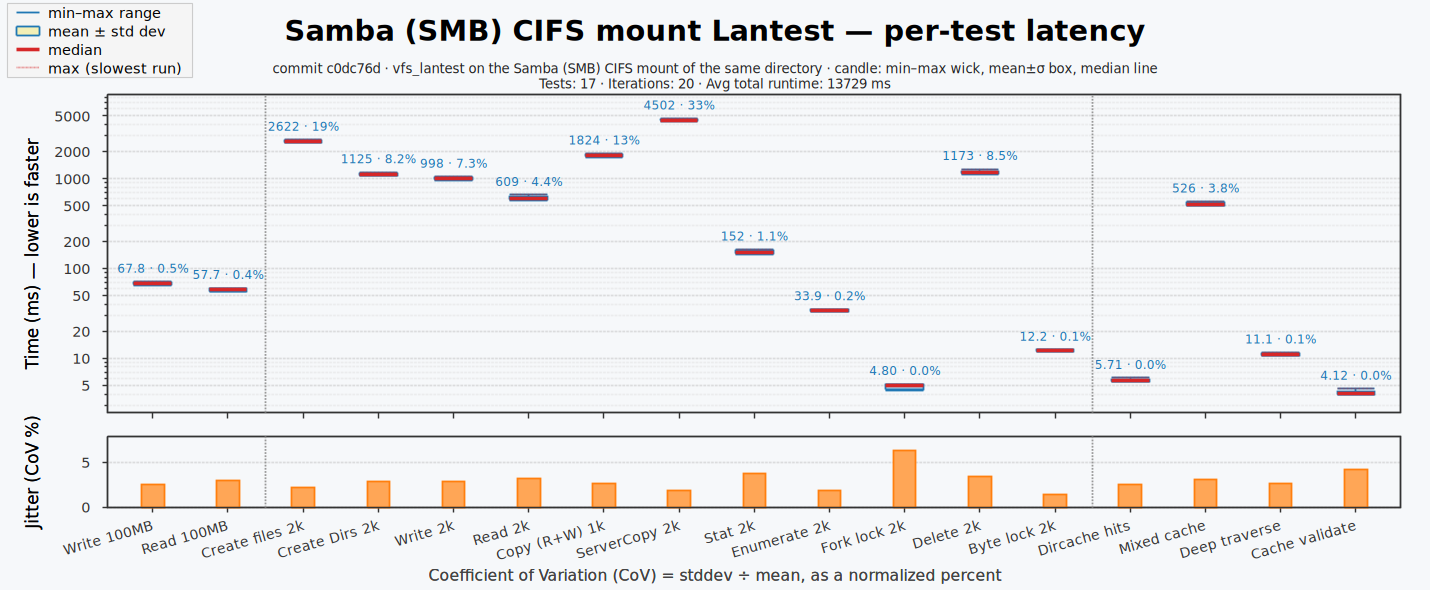 min–max range
mean ± std dev
median
max (slowest run)
Samba (SMB) CIFS mount Lantest — per-test latency
commit c0dc76d · vfs_lantest on the Samba (SMB) CIFS mount of the same directory · candle: min–max wick, mean±σ box, median line
Tests: 17 · Iterations: 20 · Avg total runtime: 13729 ms
Time (ms) — lower is faster
5000
2000
1000
500
200
100
50
20
10
5
67.8 · 0.5%
57.7 · 0.4%
2622 · 19%
1125 · 8.2%
998 · 7.3%
609 · 4.4%
1824 · 13%
4502 · 33%
152 · 1.1%
33.9 · 0.2%
4.80 · 0.0%
1173 · 8.5%
12.2 · 0.1%
5.71 · 0.0%
526 · 3.8%
11.1 · 0.1%
4.12 · 0.0%
Jitter (CoV %)
5
0
Write 100MB
Read 100MB
Create files 2k
Create Dirs 2k
Write 2k
Read 2k
Copy (R+W) 1k
ServerCopy 2k
Stat 2k
Enumerate 2k
Fork lock 2k
Delete 2k
Byte lock 2k
Dircache hits
Mixed cache
Deep traverse
Cache validate
Coefficient of Variation (CoV) = stddev ÷ mean, as a normalized percent